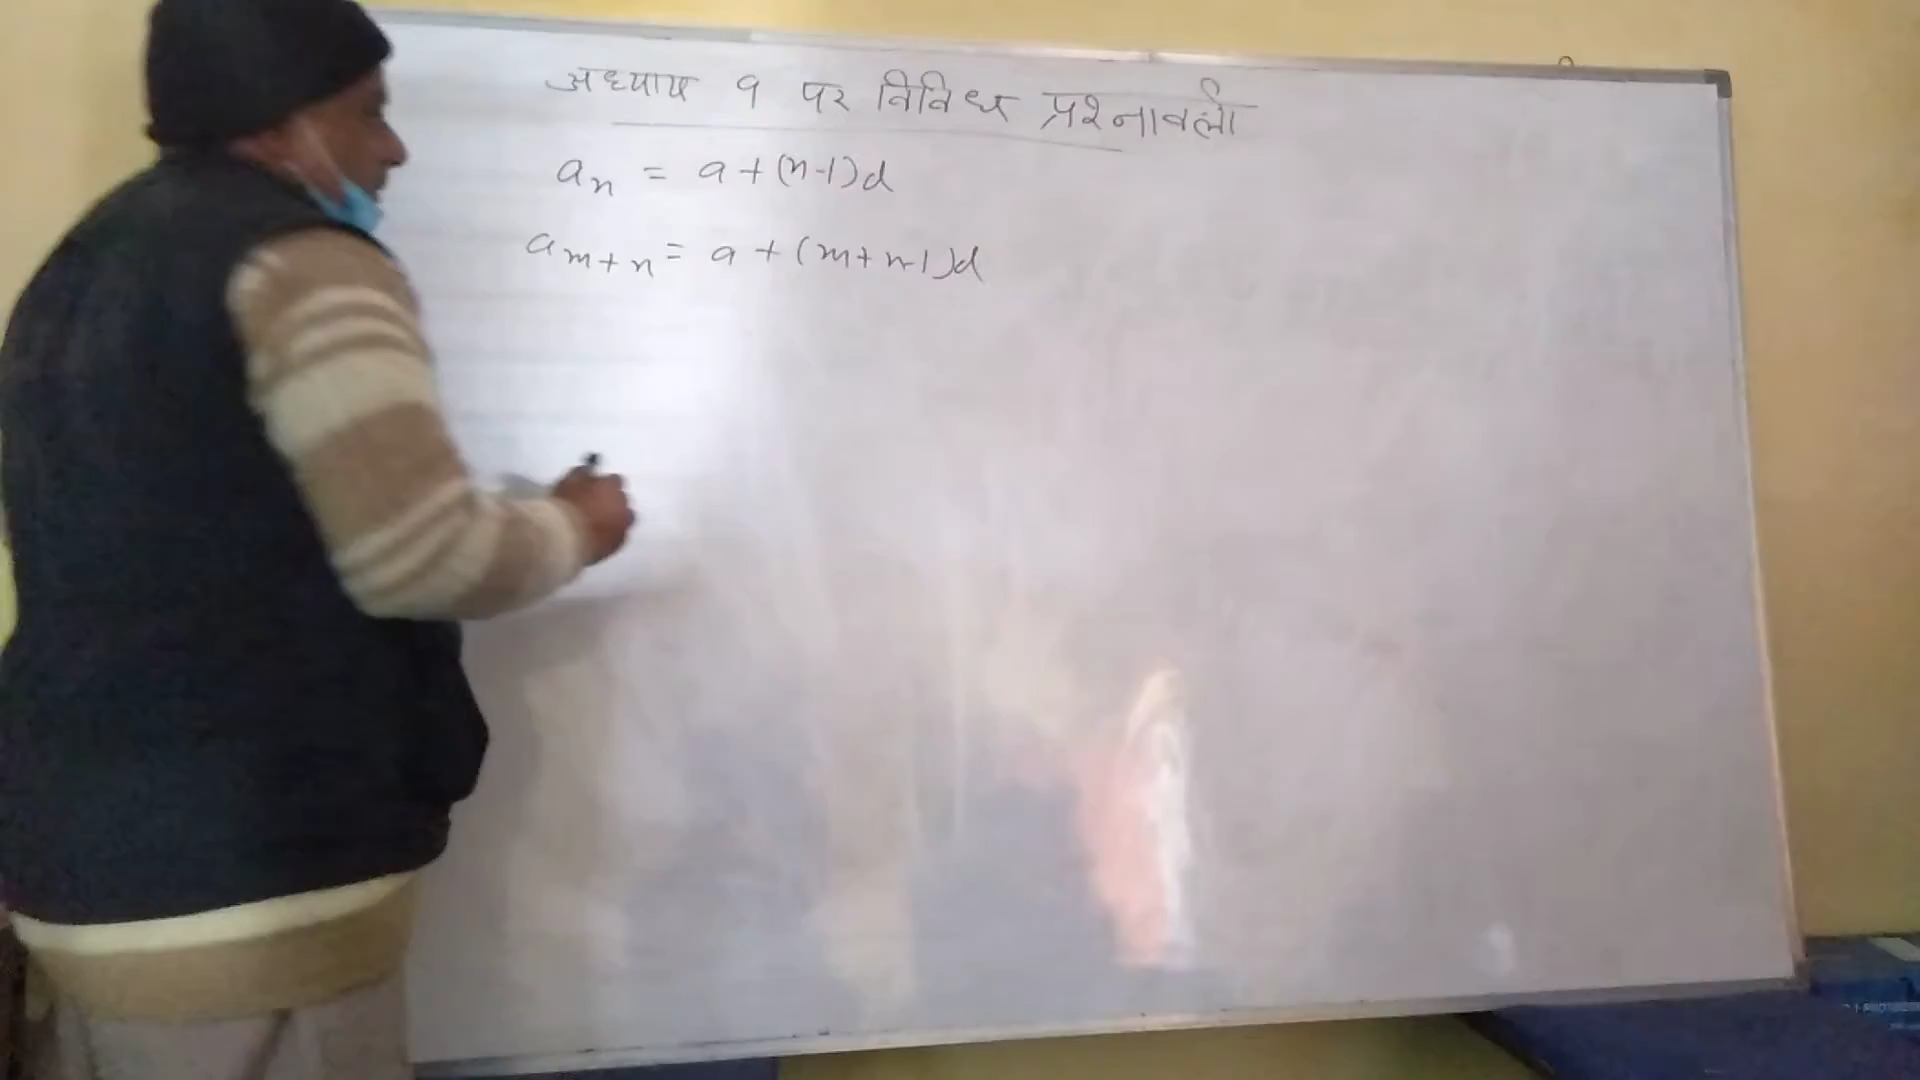 अध्याय 9 पर विविध प्रश्नावली
aₙ = a + (n-1)d
aₘ₊ₙ = a + (m+n-1)d